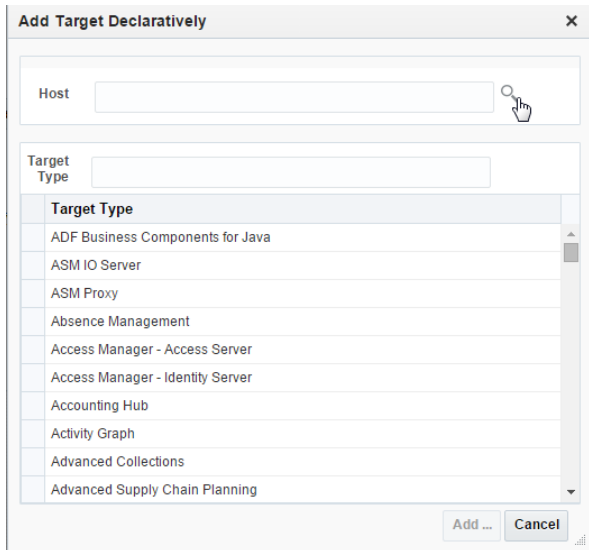 Add Target Declaratively
Host
Target
Type
Target Type
ADF Business Components for Java
ASM IO Server
ASM Proxy
Absence Management
Access Manager - Access Server
Access Manager - Identity Server
Accounting Hub
Activity Graph
Advanced Collections
Advanced Supply Chain Planning
Add ... Cancel